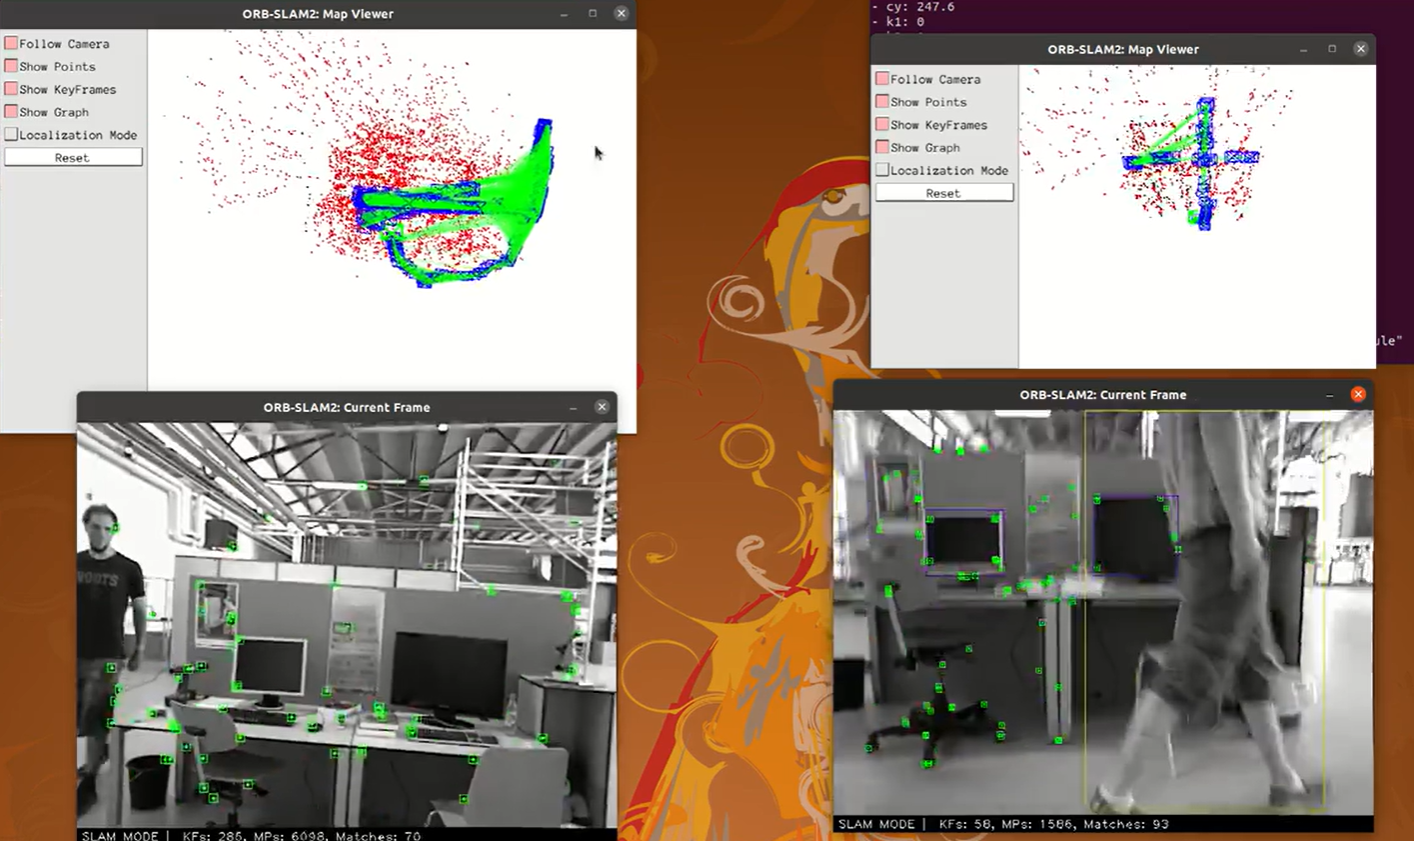 ORB-SLAM2: Map Viewer
Follow Camera
Show Points
Show KeyFrames
Show Graph
Localization Mode
Reset
- cy: 247.6
- k1: 0
ORB-SLAM2: Map Viewer
Follow Camera
Show Points
Show KeyFrames
Show Graph
Localization Mode
Reset
ule"
ORB-SLAM2: Current Frame
WOOTS
SLAM MODE | KFs: 285, MPs: 6098, Matches: 70
ORB-SLAM2: Current Frame
SLAM MODE | KFs: 58, MPs: 1586, Matches: 93